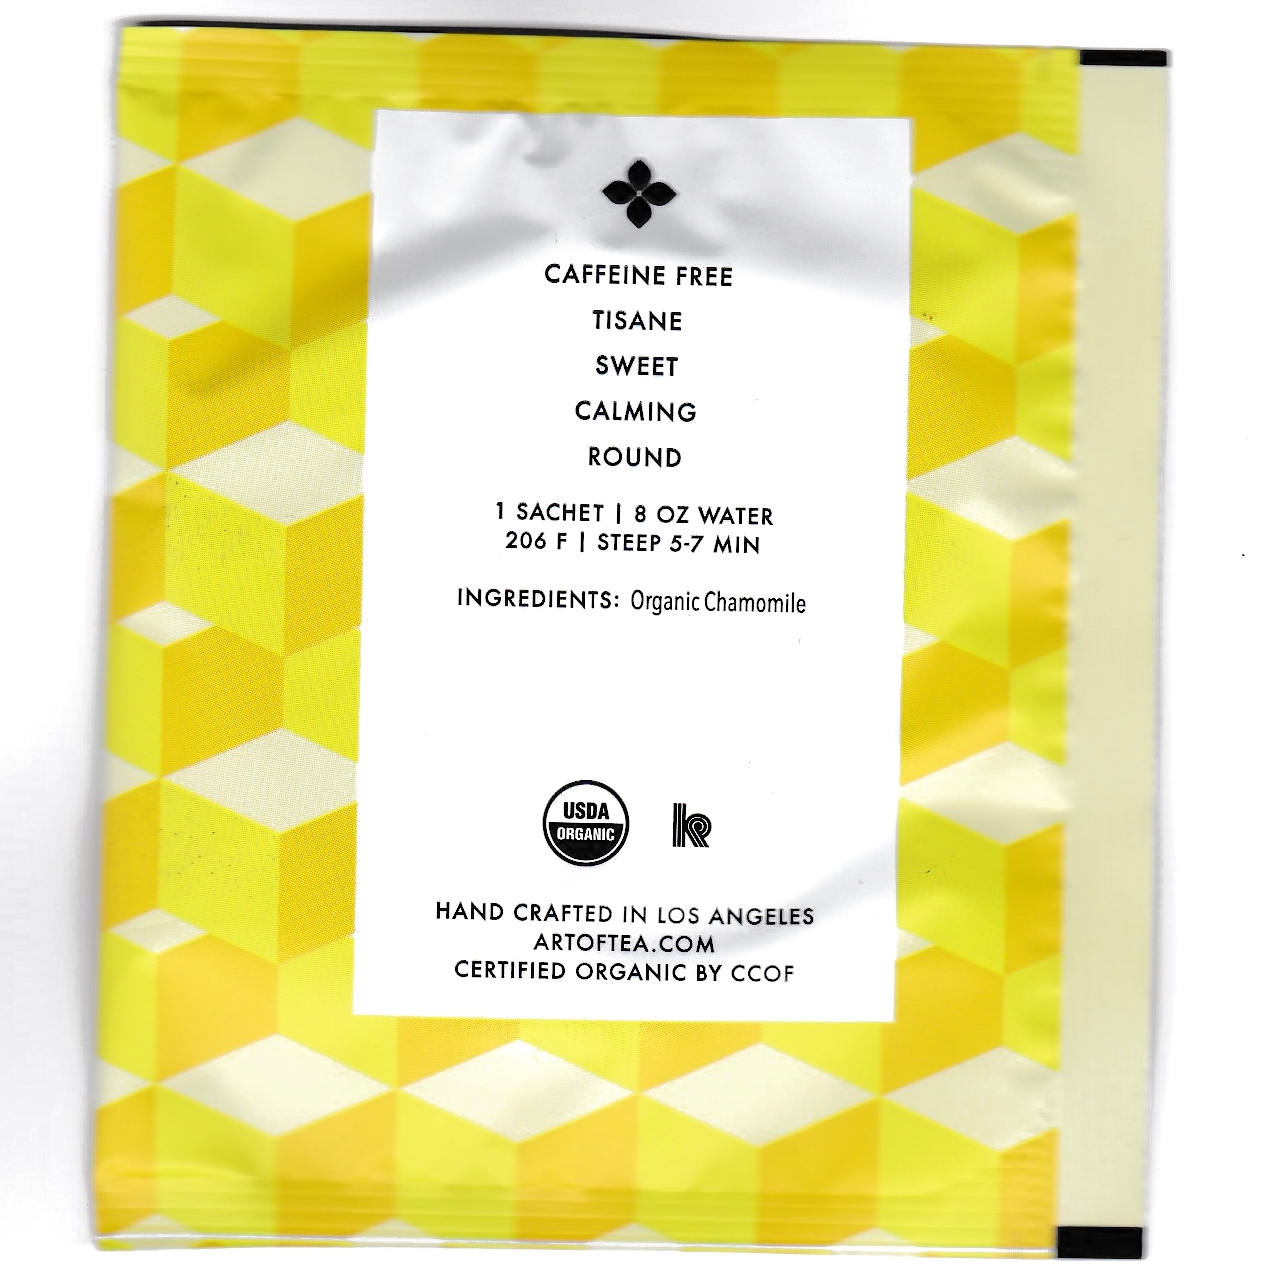 CAFFEINE FREE
TISANE
SWEET
CALMING
ROUND
1 SACHET | 8 OZ WATER
206 F | STEEP 5-7 MIN
INGREDIENTS: Organic Chamomile
USDA
ORGANIC
K
HAND CRAFTED IN LOS ANGELES
ARTOFTEA.COM
CERTIFIED ORGANIC BY CCOF